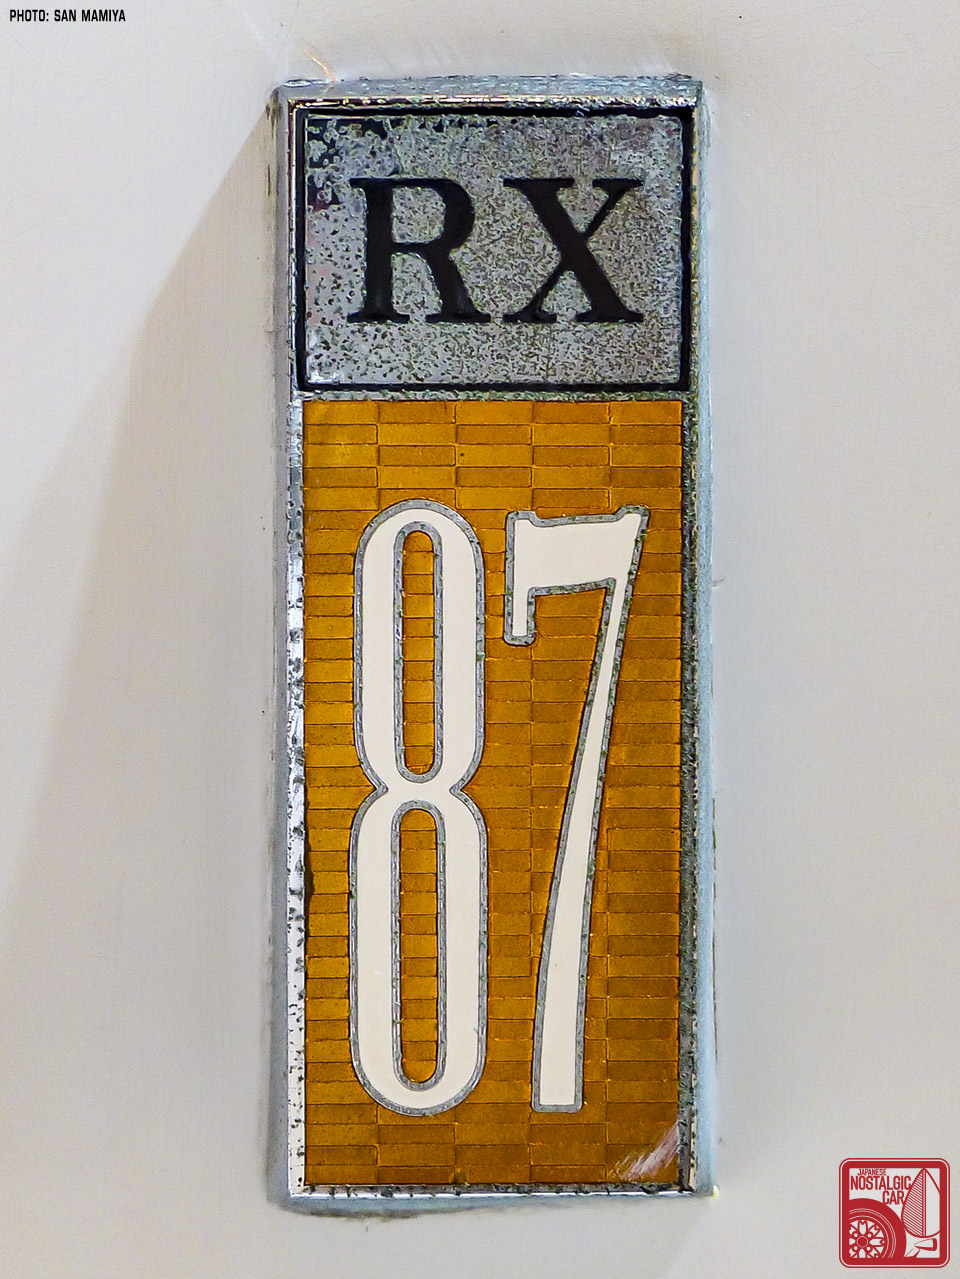 PHOTO: SAN MAMIYA
RX
87
JAPANESE
NOSTALGIC
CAR